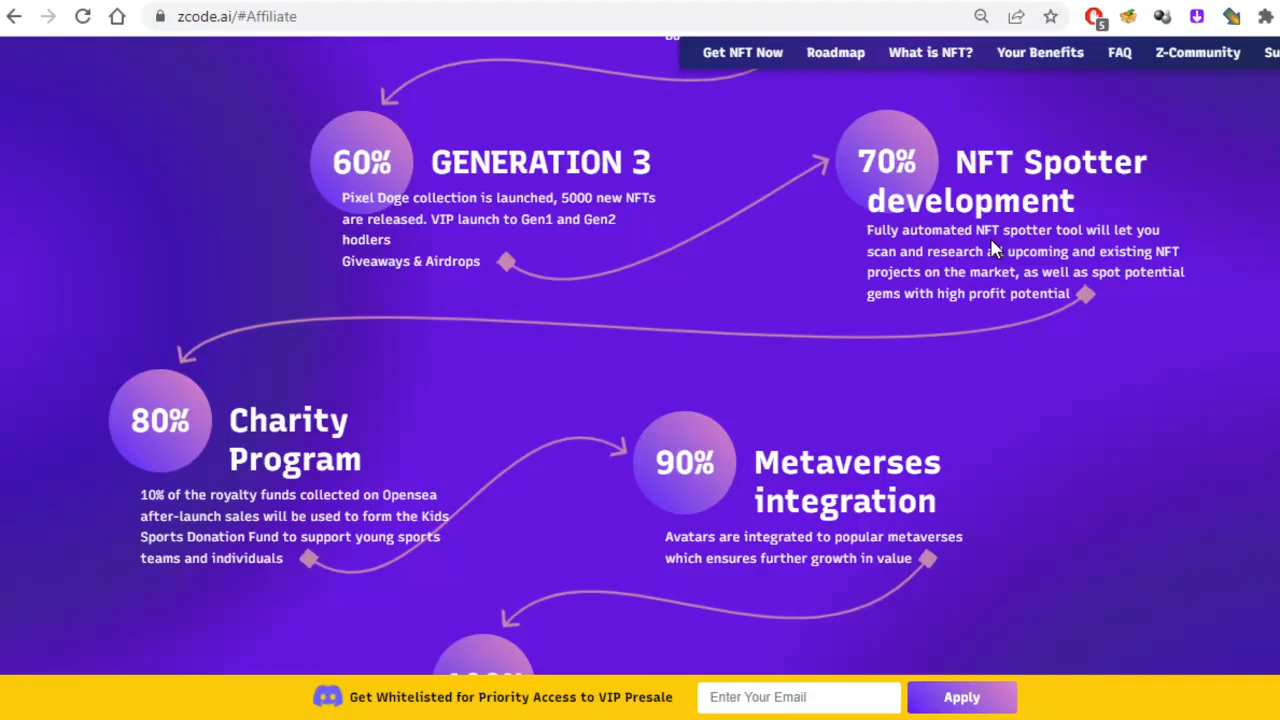 zcode.ai/#Affiliate
5
Get NFT Now
Roadmap
What is NFT?
Your Benefits
FAQ
Z-Community
60%
GENERATION 3
Pixel Doge collection is launched, 5000 new NFTs
are released. VIP launch to Gen1 and Gen2
hodlers
Giveaways & Airdrops
70%
NFT Spotter
development
Fully automated NFT spotter tool will let you
scan and research upcoming and existing NFT
projects on the market, as well as spot potential
gems with high profit potential
80%
Charity
Program
10% of the royalty funds collected on Opensea
after-launch sales will be used to form the Kids
Sports Donation Fund to support young sports
teams and individuals
90%
Metaverses
integration
Avatars are integrated to popular metaverses
which ensures further growth in value
Get Whitelisted for Priority Access to VIP Presale
Enter Your Email
Apply